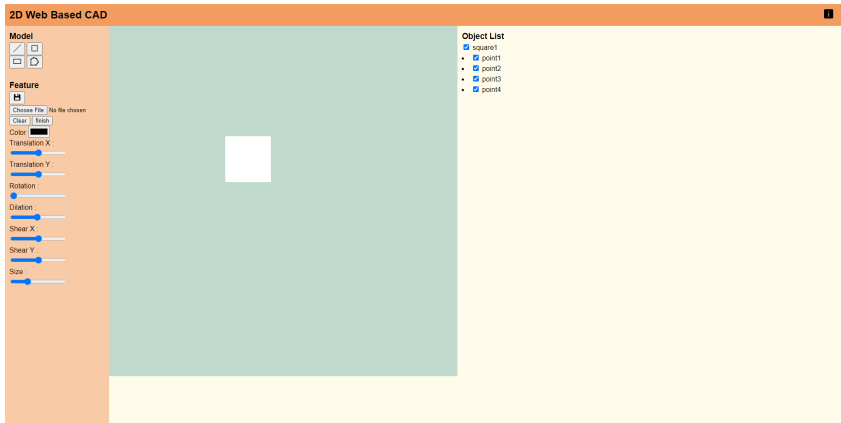 2D Web Based CAD
i
Model
Feature
Choose File No file chosen
Clear finish
Color
Translation X :
Translation Y :
Rotation :
Dilation :
Shear X :
Shear Y :
Size :
Object List
square1
point1
point2
point3
point4